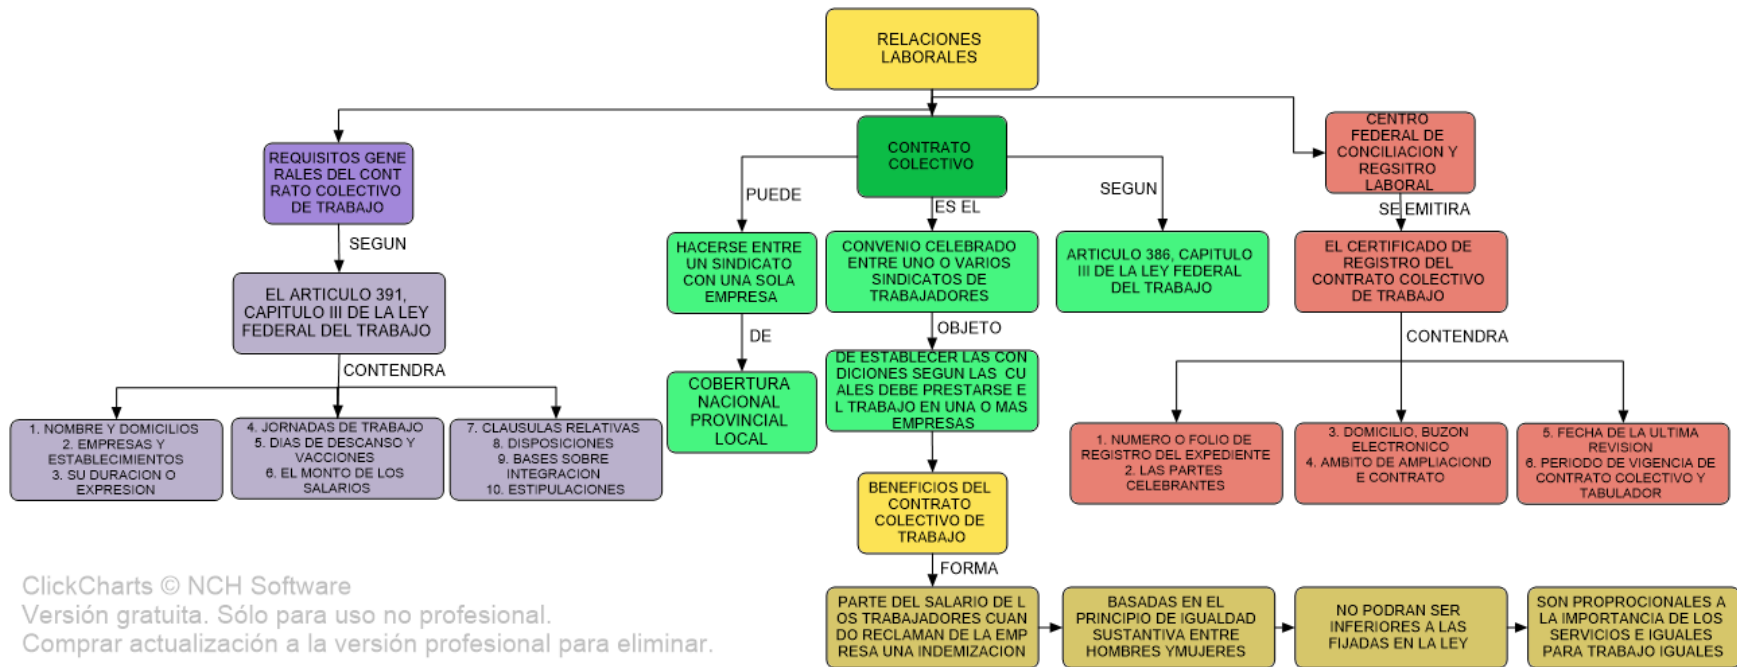 RELACIONES
LABORALES
REQUISITOS GENE
RALES DEL CONT
RATO COLECTIVO
DE TRABAJO
SEGUN
EL ARTICULO 391,
CAPITULO III DE LA LEY
FEDERAL DEL TRABAJO
CONTENDRA
1. NOMBRE Y DOMICILIOS
2. EMPRESAS Y
ESTABLECIMIENTOS
3. SU DURACION O
EXPRESION
4. JORNADAS DE TRABAJO
5. DIAS DE DESCANSO Y
VACCIONES
6. EL MONTO DE LOS
SALARIOS
7. CLAUSULAS RELATIVAS
8. DISPOSICIONES
9. BASES SOBRE
INTEGRACION
10. ESTIPULACIONES
CONTRATO
COLECTIVO
PUEDE
HACERSE ENTRE
UN SINDICATO
CON UNA SOLA
EMPRESA
DE
COBERTURA
NACIONAL
PROVINCIAL
LOCAL
ES EL
CONVENIO CELEBRADO
ENTRE UNO O VARIOS
SINDICATOS DE
TRABAJADORES
OBJETO
DE ESTABLECER LAS CON
DICIONES SEGUN LAS CU
ALES DEBE PRESTARSE E
L TRABAJO EN UNA O MAS
EMPRESAS
BENEFICIOS DEL
CONTRATO
COLECTIVO DE
TRABAJO
FORMA
PARTE DEL SALARIO DE L
OS TRABAJADORES CUAN
DO RECLAMAN DE LA EMP
RESA UNA INDEMIZACION
BASADAS EN EL
PRINCIPIO DE IGUALDAD
SUSTANTIVA ENTRE
HOMBRES YMUJERES
NO PODRAN SER
INFERIORES A LAS
FIJADAS EN LA LEY
SON PROPROCIONALES A
LA IMPORTANCIA DE LOS
SERVICIOS E IGUALES
PARA TRABAJO IGUALES
SEGUN
ARTICULO 386, CAPITULO
III DE LA LEY FEDERAL
DEL TRABAJO
CENTRO
FEDERAL DE
CONCILIACION Y
REGSITRO
LABORAL
SE EMITIRA
EL CERTIFICADO DE
REGISTRO DEL
CONTRATO COLECTIVO
DE TRABAJO
CONTENDRA
1. NUMERO O FOLIO DE
REGISTRO DEL EXPEDIENTE
2. LAS PARTES
CELEBRANTES
3. DOMICILIO, BUZON
ELECTRONICO
4. AMBITO DE AMPLIACIOND
E CONTRATO
5. FECHA DE LA ULTIMA
REVISION
6. PERIODO DE VIGENCIA DE
CONTRATO COLECTIVO Y
TABULADOR
ClickCharts © NCH Software
Versión gratuita. Sólo para uso no profesional.
Comprar actualización a la versión profesional para eliminar.